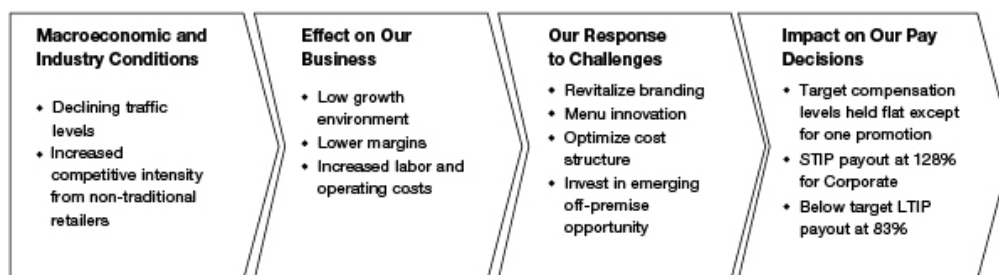 Macroeconomic and
Industry Conditions
• Declining traffic
levels
• Increased
competitive intensity
from non-traditional
retailers
Effect on Our
Business
• Low growth
environment
• Lower margins
• Increased labor and
operating costs
Our Response
to Challenges
• Revitalize branding
• Menu innovation
• Optimize cost
structure
• Invest in emerging
off-premise
opportunity
Impact on Our Pay
Decisions
• Target compensation
levels held flat except
for one promotion
• STIP payout at 128%
for Corporate
• Below target LTIP
payout at 83%